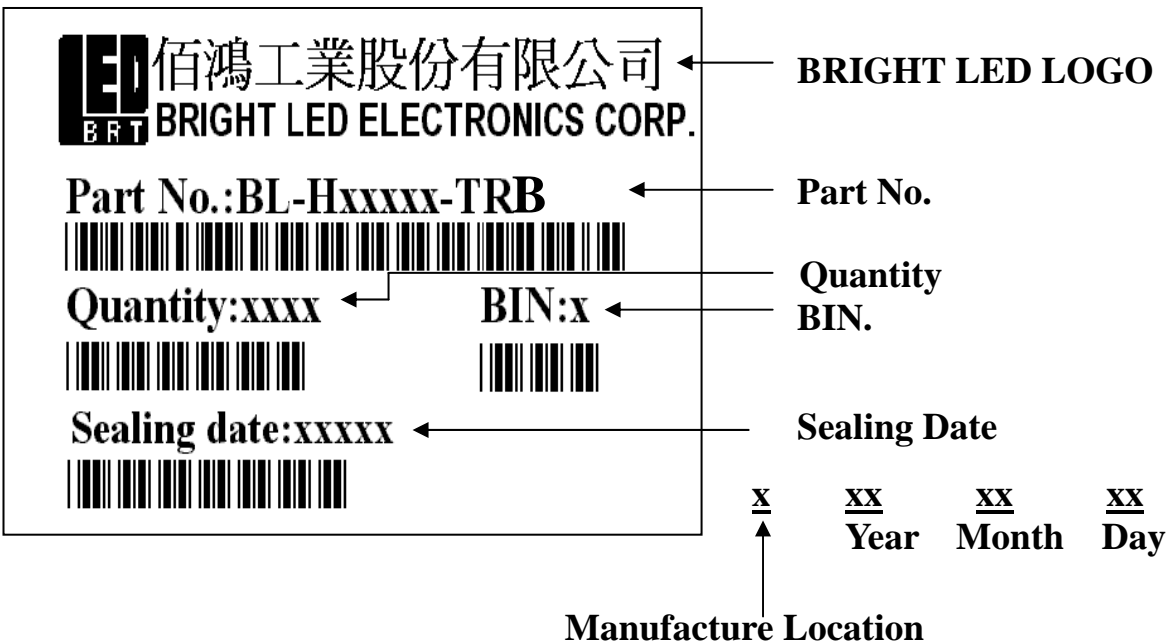 LED 佰鴻工業股份有限公司
BRT BRIGHT LED ELECTRONICS CORP.
BRIGHT LED LOGO
Part No.:BL-Hxxxxx-TRB
Part No.
Quantity:xxxx
BIN:x
Quantity
BIN.
Sealing date:xxxxx
Sealing Date
x xx xx xx
Year Month Day
Manufacture Location